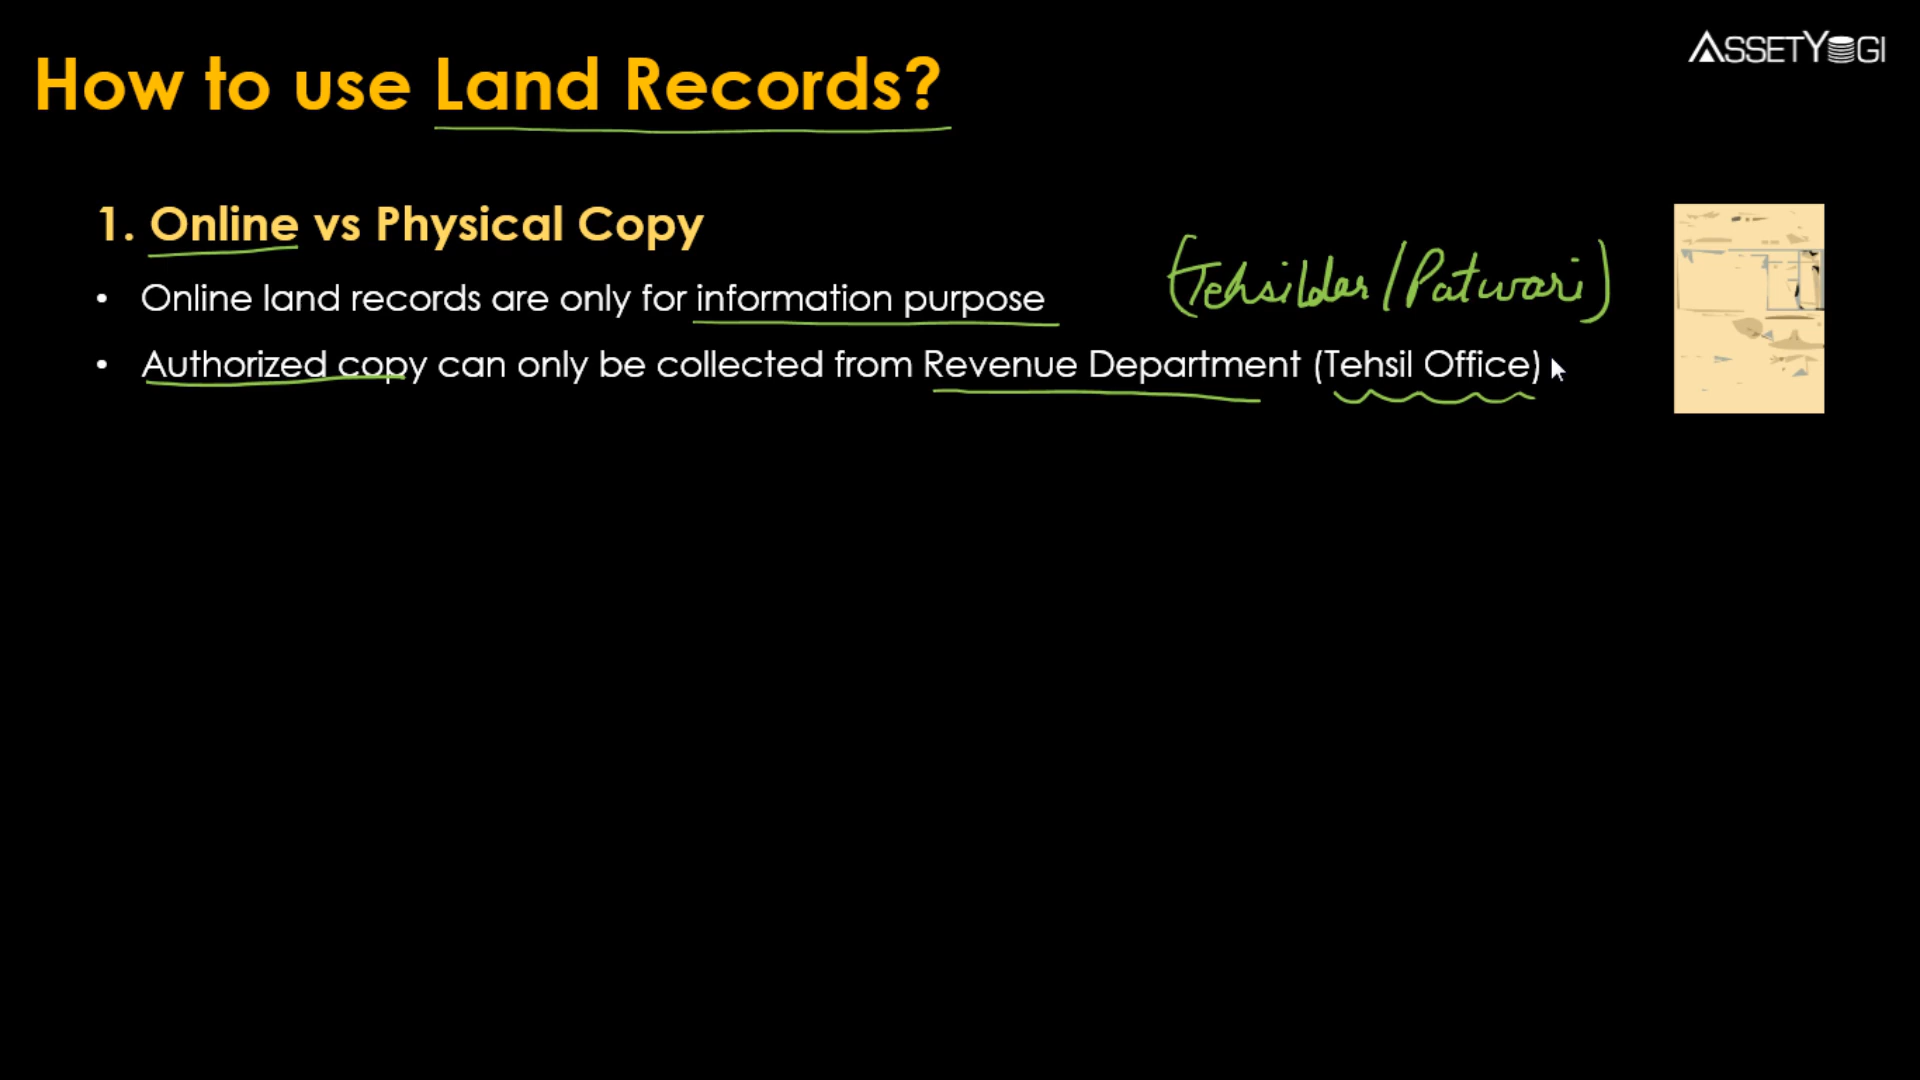 ASSETYOGI
How to use Land Records?
1. Online vs Physical Copy
(Tehsildar/Patwari)
• Online land records are only for information purpose
• Authorized copy can only be collected from Revenue Department (Tehsil Office)